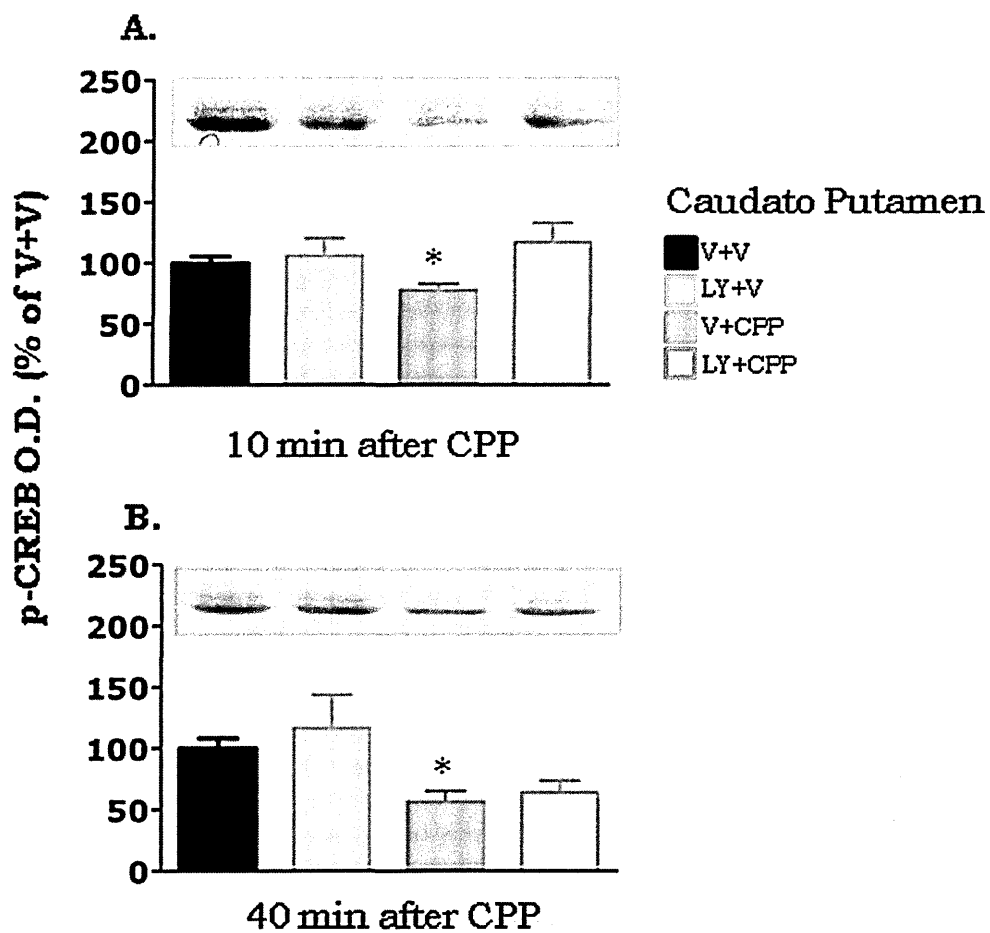 A.
250
200
150
100
50
0
*
10 min after CPP
p-CREB O.D. (% of V+V)
Caudato Putamen
V+V
LY+V
V+CPP
LY+CPP
B.
250
200
150
100
50
0
*
40 min after CPP